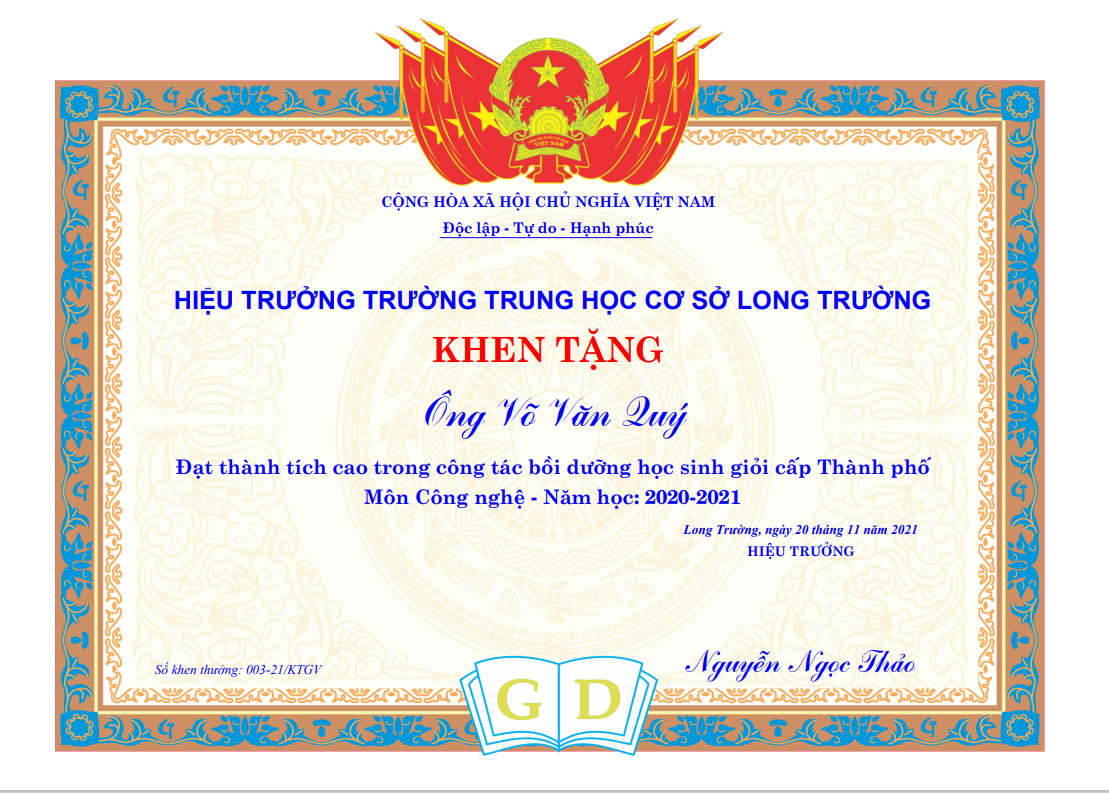 VIỆT NAM
CỘNG HÒA XÃ HỘI CHỦ NGHĨA VIỆT NAM
Độc lập - Tự do - Hạnh phúc
HIỆU TRƯỞNG TRƯỜNG TRUNG HỌC CƠ SỞ LONG TRƯỜNG
KHEN TẶNG
Ông Võ Văn Quý
Đạt thành tích cao trong công tác bồi dưỡng học sinh giỏi cấp Thành phố
Môn Công nghệ - Năm học: 2020-2021
Long Trường, ngày 20 tháng 11 năm 2021
HIỆU TRƯỞNG
Số khen thưởng: 003-21/KTGV
Nguyễn Ngọc Thảo
G D